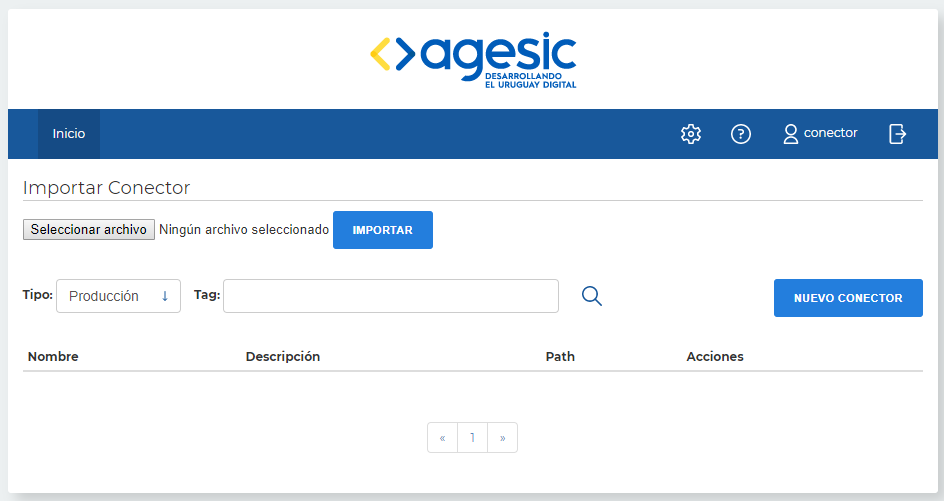 agesic
DESARROLLANDO
EL URUGUAY DIGITAL
Inicio
conector
Importar Conector
Seleccionar archivo Ningún archivo seleccionado IMPORTAR
Tipo: Producción ↓ Tag: NUEVO CONECTOR
Nombre Descripción Path Acciones
« 1 »